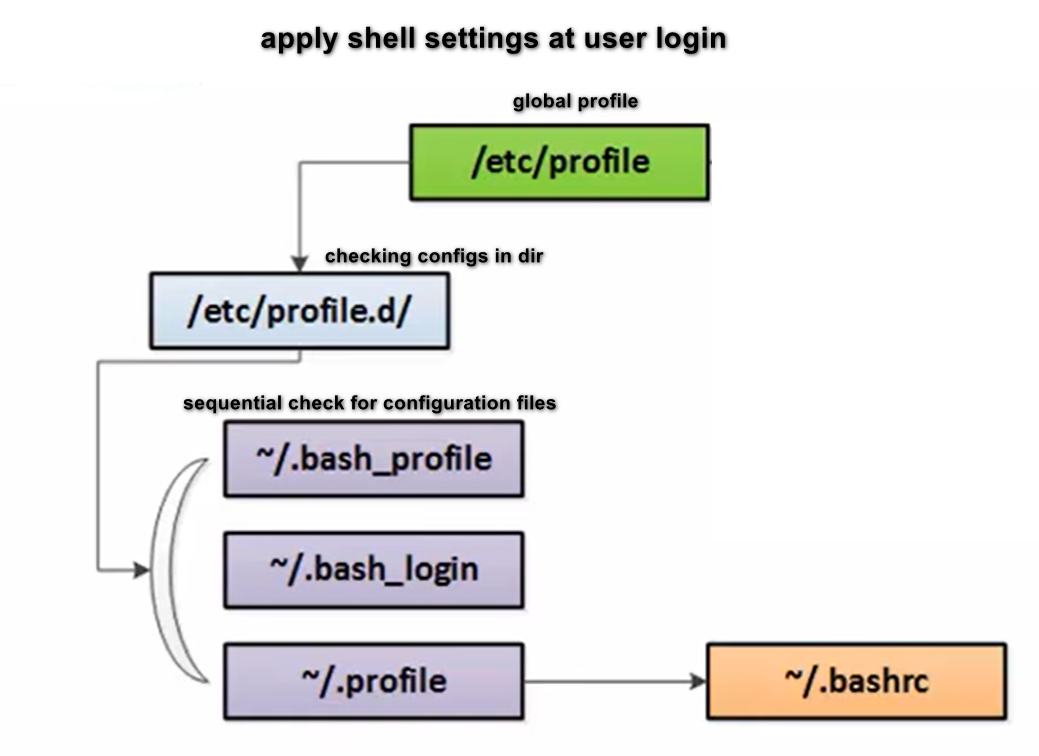 apply shell settings at user login
global profile
/etc/profile
checking configs in dir
/etc/profile.d/
sequential check for configuration files
~/.bash_profile
~/.bash_login
~/.profile
~/.bashrc